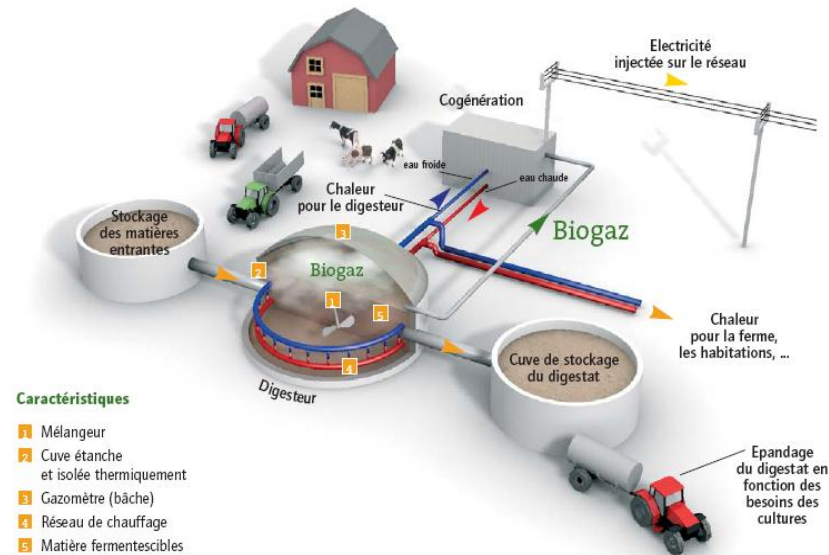 Electricité
injectée sur le réseau
Cogénération
eau froide
eau chaude
Chaleur
pour le digesteur
Stockage
des matières
entrantes
3
Biogaz
Biogaz
2
1
5
4
Digesteur
Chaleur
pour la ferme,
les habitations, ...
Cuve de stockage
du digestat
Caractéristiques
1 Mélangeur
2 Cuve étanche
et isolée thermiquement
3 Gazomètre (bâche)
4 Réseau de chauffage
5 Matière fermentescibles
Epandage
du digestat en
fonction des
besoins des
cultures